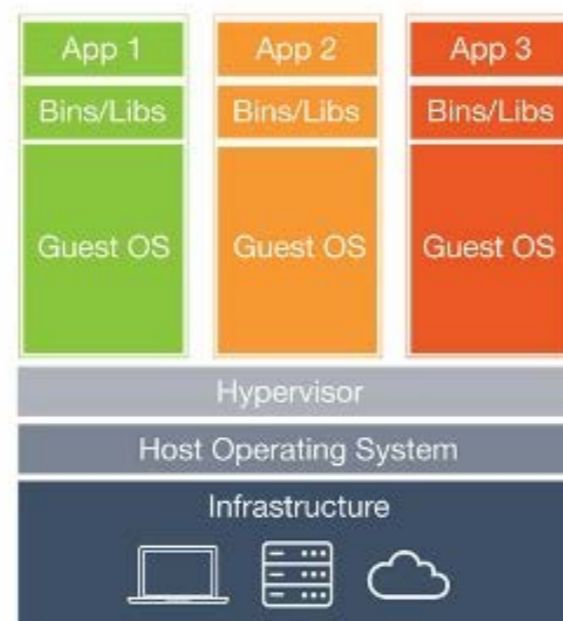 App 1
App 2
App 3
Bins/Libs
Bins/Libs
Bins/Libs
Guest OS
Guest OS
Guest OS
Hypervisor
Host Operating System
Infrastructure